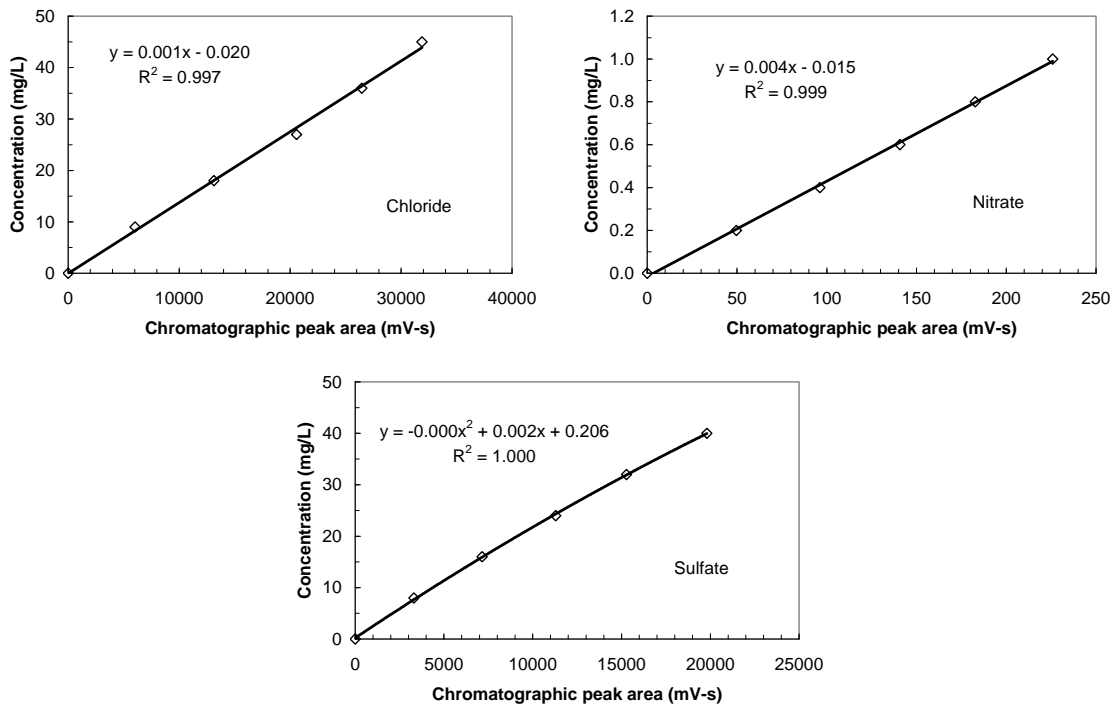 50
40
30
20
10
0
Concentration (mg/L)
y = 0.001x - 0.020
R² = 0.997
Chloride
0 10000 20000 30000 40000
Chromatographic peak area (mV-s)
1.2
1.0
0.8
0.6
0.4
0.2
0.0
Concentration (mg/L)
y = 0.004x - 0.015
R² = 0.999
Nitrate
0 50 100 150 200 250
Chromatographic peak area (mV-s)
50
40
30
20
10
0
Concentration (mg/L)
y = -0.000x² + 0.002x + 0.206
R² = 1.000
Sulfate
0 5000 10000 15000 20000 25000
Chromatographic peak area (mV-s)